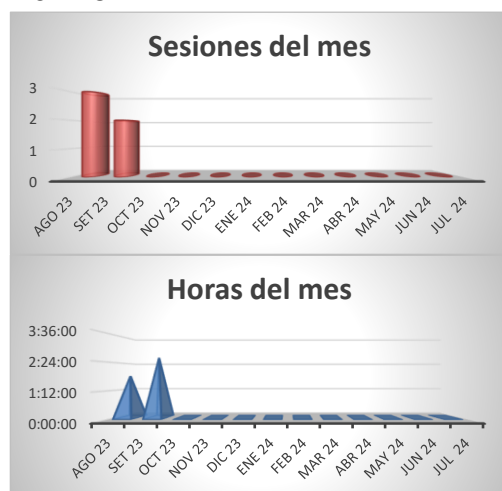 Sesiones del mes
3
2
1
0
AGO 23 SET 23 OCT 23 NOV 23 DIC 23 ENE 24 FEB 24 MAR 24 ABR 24 MAY 24 JUN 24 JUL 24
Horas del mes
3:36:00
2:24:00
1:12:00
0:00:00
AGO 23 SET 23 OCT 23 NOV 23 DIC 23 ENE 24 FEB 24 MAR 24 ABR 24 MAY 24 JUN 24 JUL 24